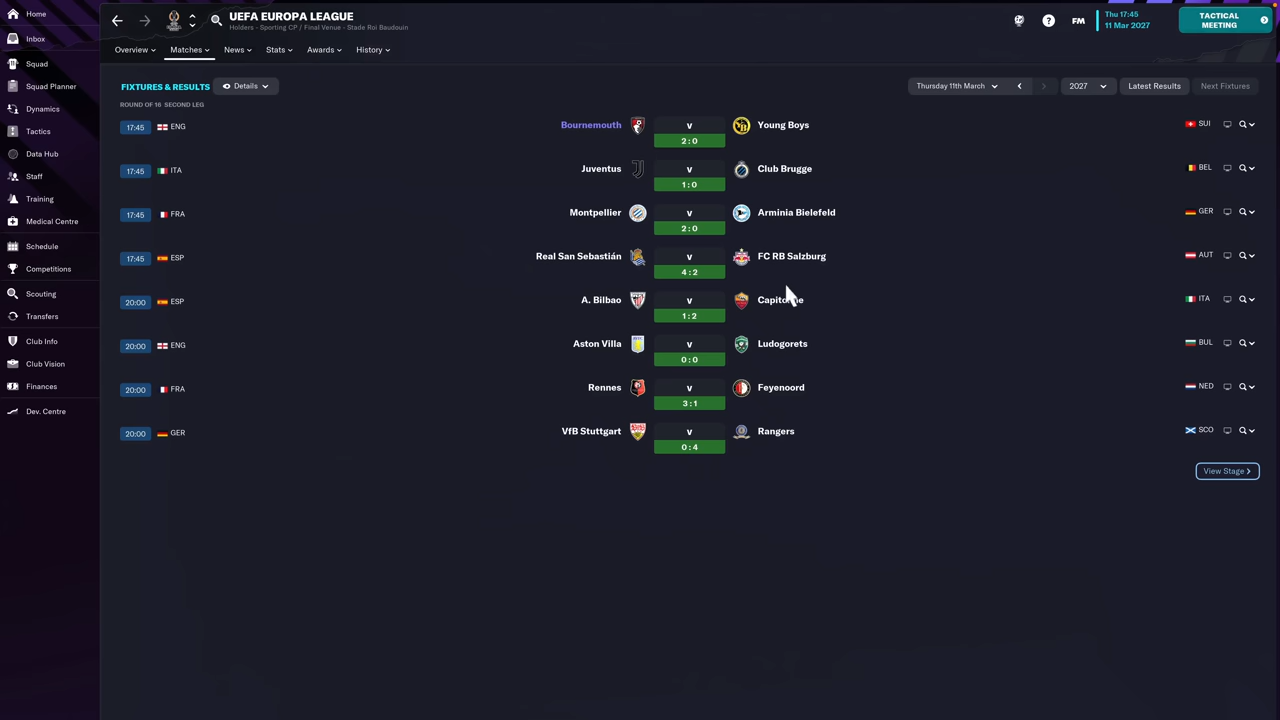 Home
Inbox
Squad
Squad Planner
Dynamics
Tactics
Data Hub
Staff
Training
Medical Centre
Schedule
Competitions
Scouting
Transfers
Club Info
Club Vision
Finances
Dev. Centre
UEFA EUROPA LEAGUE
Holders - Sporting CP / Final Venue - Stade Roi Baudouin
FM
Thu 17:45
11 Mar 2027
TACTICAL MEETING
Overview
Matches
News
Stats
Awards
History
FIXTURES & RESULTS
Details
Thursday 11th March
2027
Latest Results
Next Fixtures
ROUND OF 16 SECOND LEG
17:45 ENG Bournemouth v Young Boys SUI
2 : 0
17:45 ITA Juventus v Club Brugge BEL
1 : 0
17:45 FRA Montpellier v Arminia Bielefeld GER
2 : 0
17:45 ESP Real San Sebastián v FC RB Salzburg AUT
4 : 2
20:00 ESP A. Bilbao v ITA
1 : 2
20:00 ENG Aston Villa v Ludogorets BUL
0 : 0
20:00 FRA Rennes v Feyenoord NED
3 : 1
20:00 GER VfB Stuttgart v Rangers SCO
0 : 4
View Stage